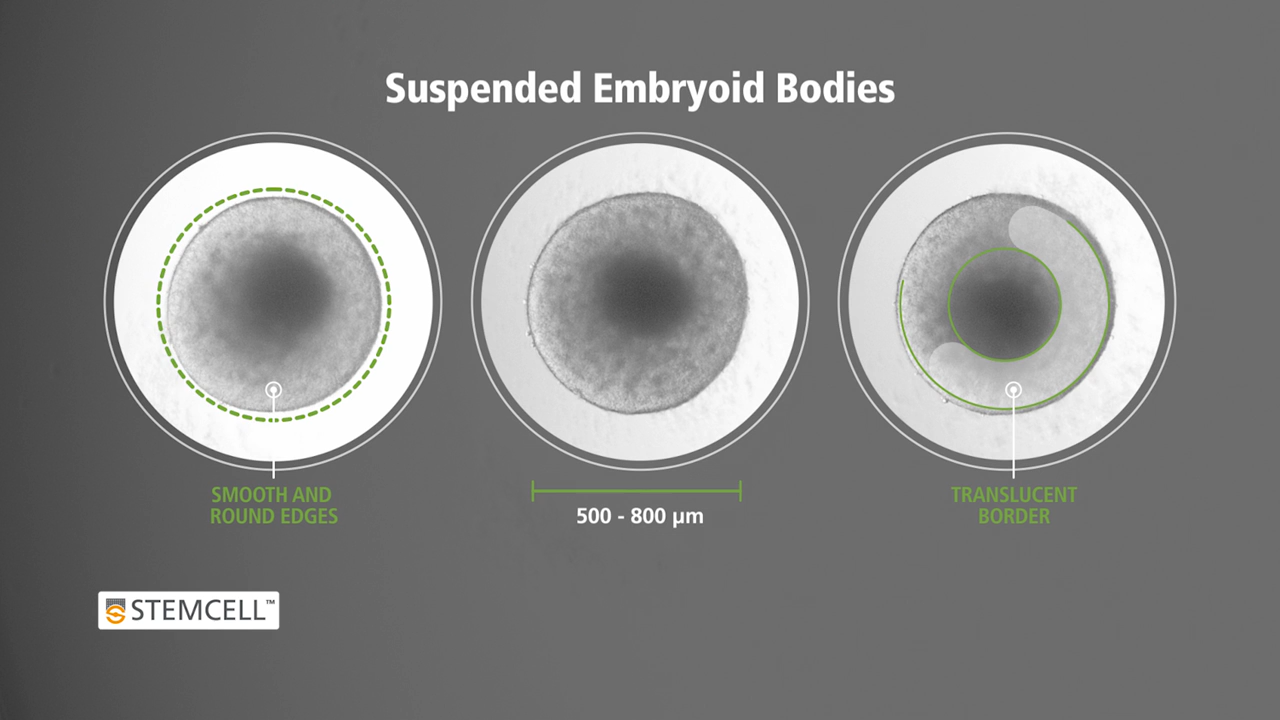 Suspended Embryoid Bodies
SMOOTH AND
ROUND EDGES
500 - 800 µm
TRANSLUCENT
BORDER
STEMCELL™